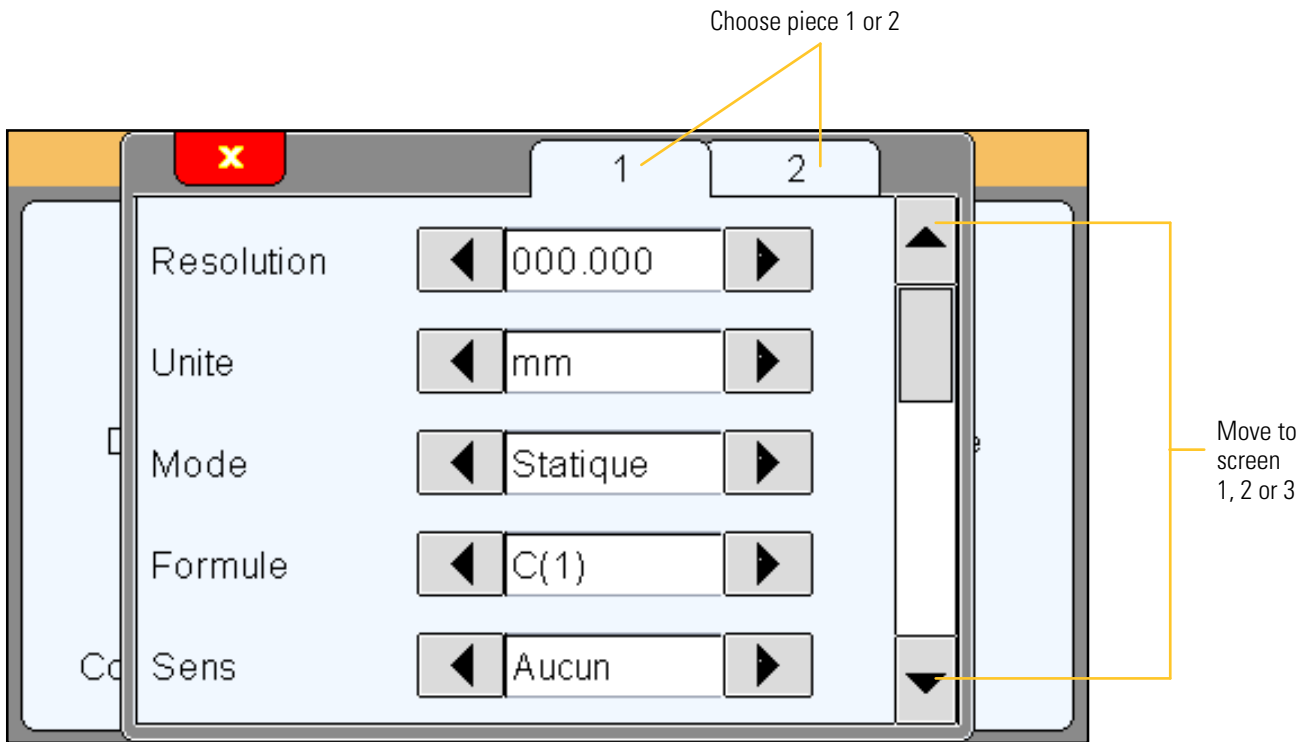 Choose piece 1 or 2
x
1 2
Resolution 000.000
Unite mm
Mode Statique
Move to
screen
1, 2 or 3
Formule C(1)
Sens Aucun